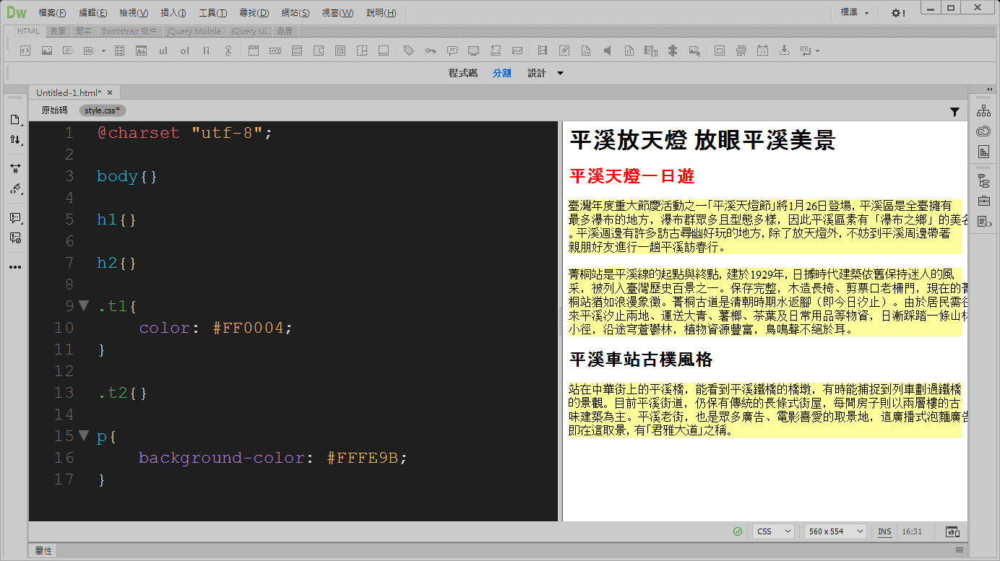 Dw 檔案(F) 編輯(E) 檢視(V) 插入(I) 工具(T) 尋找(D) 網站(S) 視窗(W) 說明(H) 標準
HTML Bootstrap 元件 jQuery Mobile jQuery UI
ul ol li
程式碼 分割 設計
Untitled-1.html*
原始碼 style.css*
1 @charset "utf-8";
2
3 body{}
4
5 h1{}
6
7 h2{}
8
9 .t1{
10 color: #FF0004;
11 }
12
13 .t2{}
14
15 p{
16 background-color: #FFFE9B;
17 }
平溪放天燈 放眼平溪美景
平溪天燈一日遊
臺灣年度重大節慶活動之一「平溪天燈節」將1月26日登場，平溪區是全臺擁有
最多瀑布的地方，瀑布群眾多且型態多樣，因此平溪區素有「瀑布之鄉」的美名
。平溪週邊有許多訪古尋幽好玩的地方，除了放天燈外，不妨到平溪周邊帶著
親朋好友進行一趟平溪訪春行。
菁桐站是平溪線的起點與終點，建於1929年，日據時代建築依舊保持迷人的風
采，被列入臺灣歷史百景之一。保存完整，木造長椅、剪票口老柵門，現在的菁
桐站猶如浪漫象徵。菁桐古道是清朝時期水返腳（即今日汐止）。由於居民需往
來平溪汐止兩地、運送大青、薯榔、茶葉及日常用品等物資，日漸踩踏一條山林
小徑，沿途穹蒼鬱林，植物資源豐富，鳥鳴聲不絕於耳。
平溪車站古樸風格
站在中華街上的平溪橋，能看到平溪鐵橋的橋墩，有時能捕捉到列車劃過鐵橋
的景觀。目前平溪街道，仍保有傳統的長條式街屋，每間房子則以兩層樓的古
味建築為主。平溪老街，也是眾多廣告、電影喜愛的取景地，這廣播式泡麵廣告
即在這取景，有「君雅大道」之稱。
CSS 560 x 554 INS 16:31
屬性